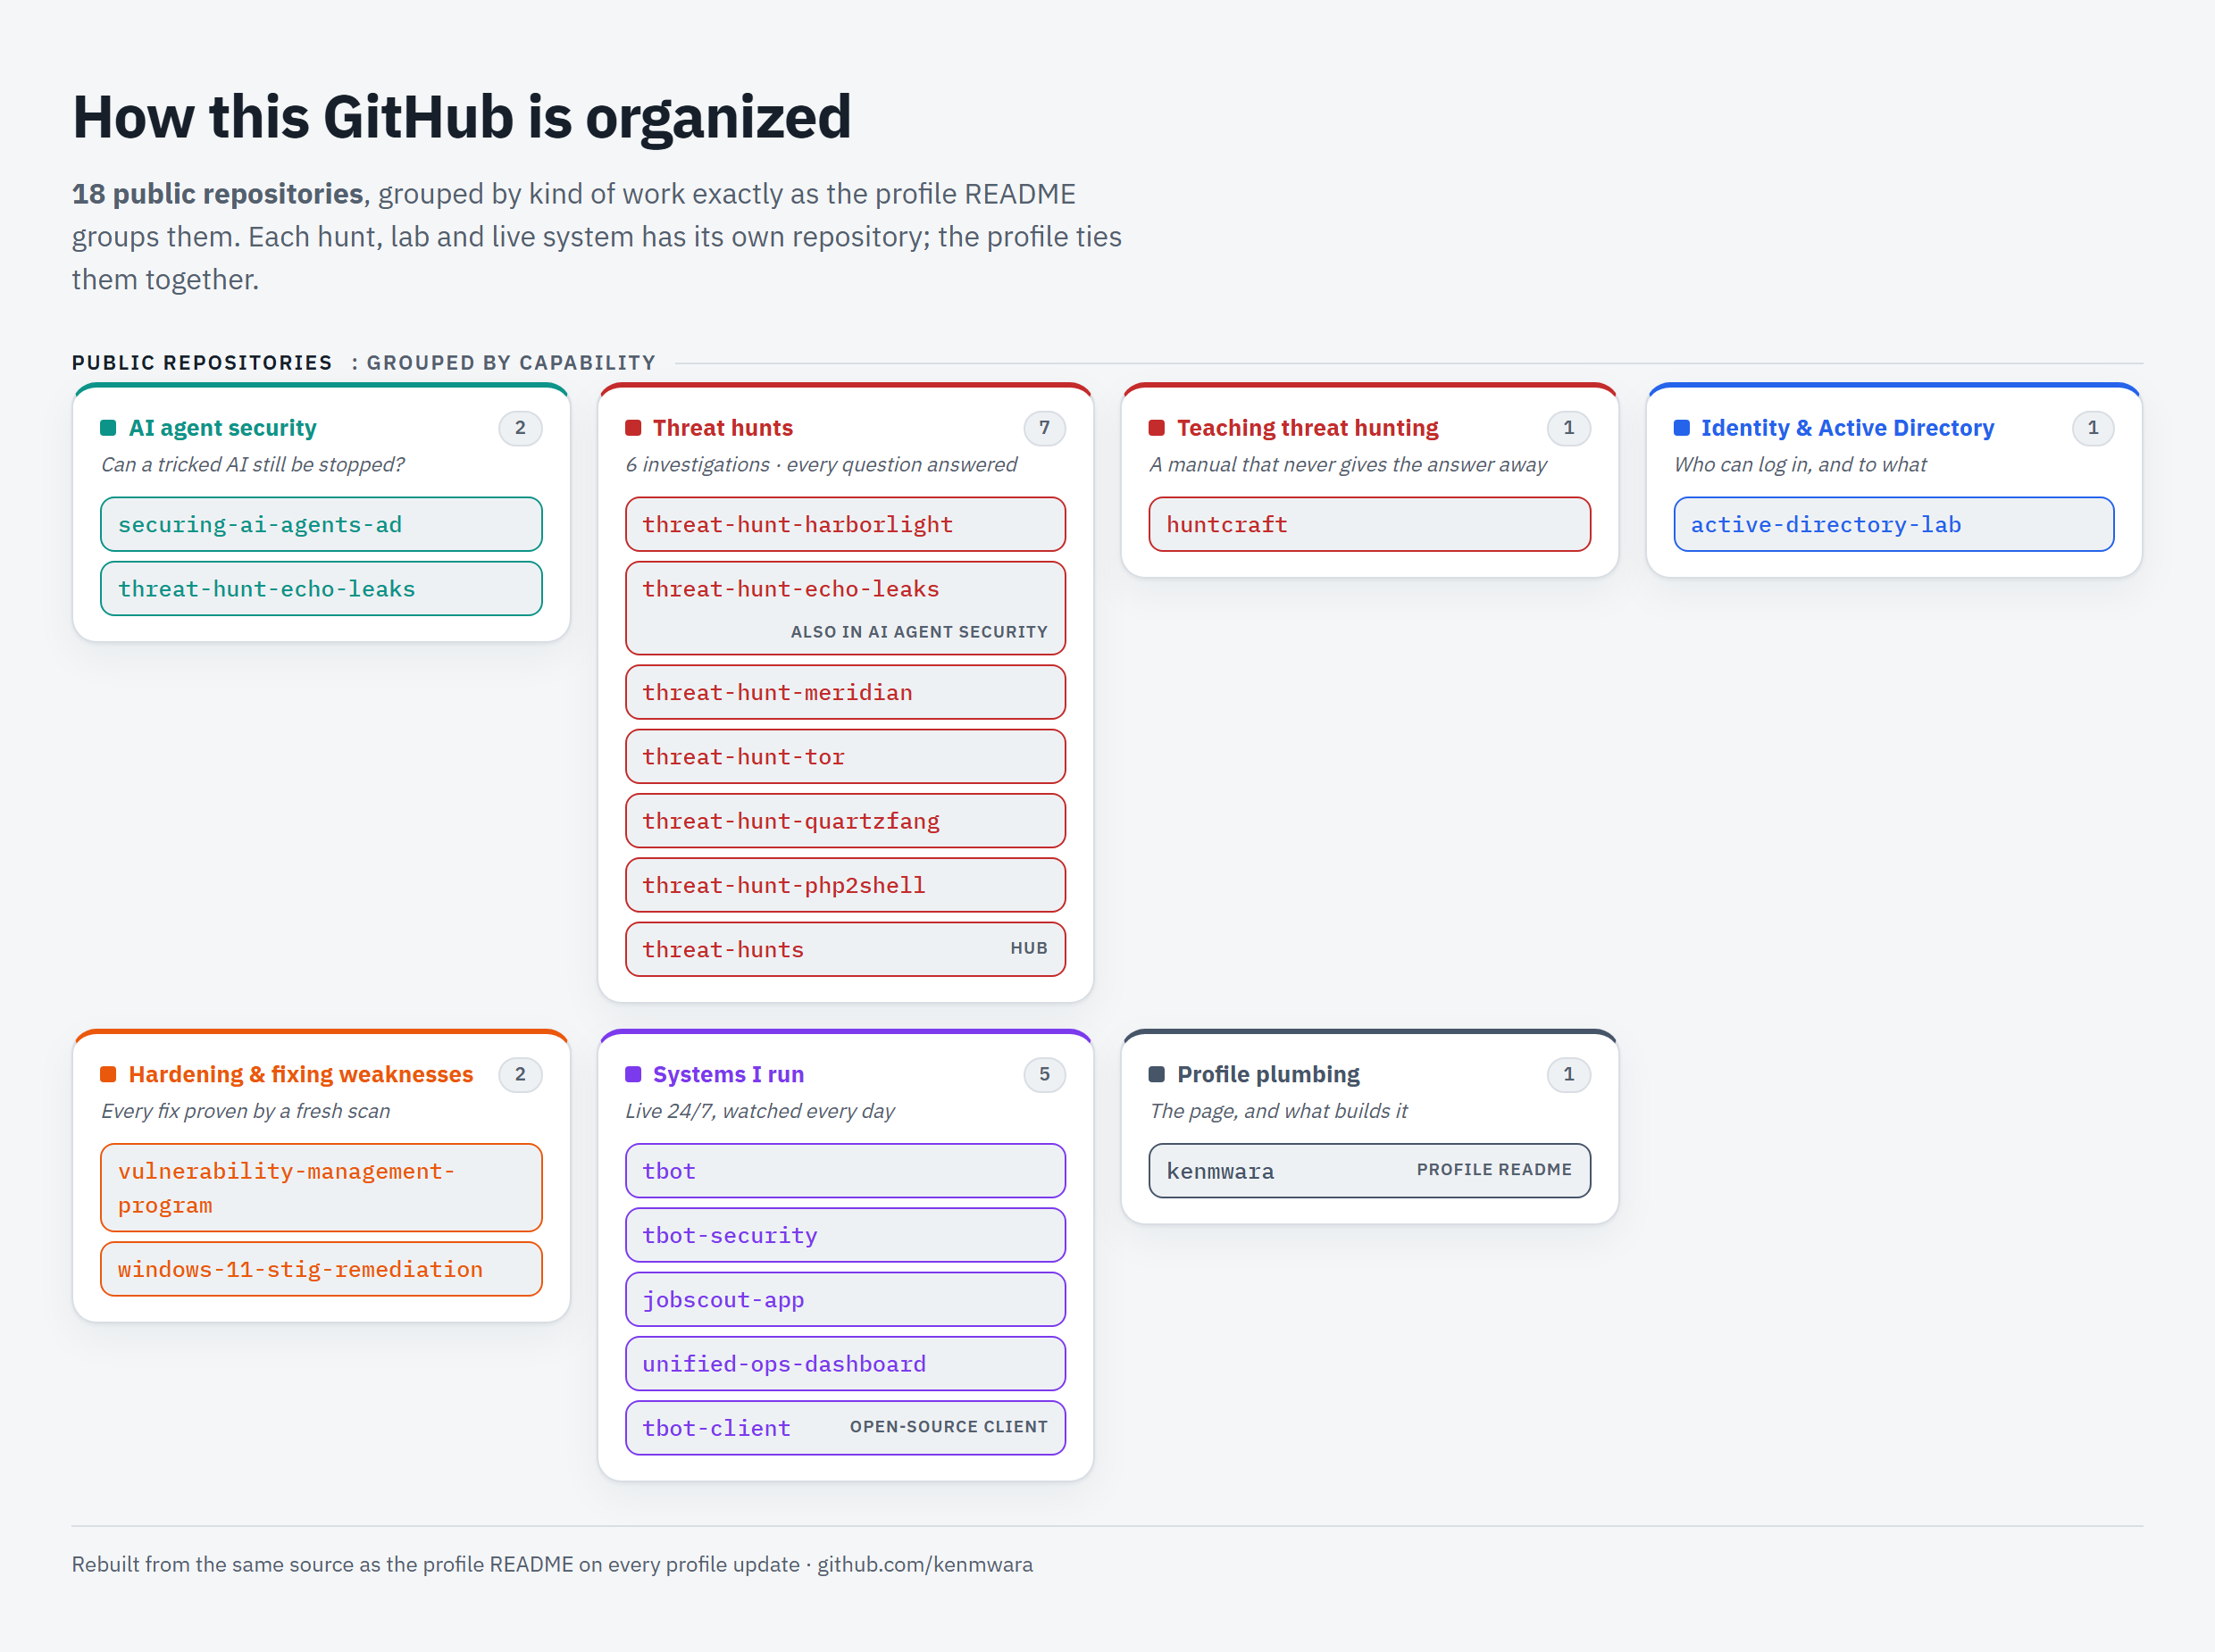 How this GitHub is organized
18 public repositories, grouped by kind of work exactly as the profile README
groups them. Each hunt, lab and live system has its own repository; the profile ties
them together.
PUBLIC REPOSITORIES : GROUPED BY CAPABILITY
AI agent security 2
Can a tricked AI still be stopped?
securing-ai-agents-ad
threat-hunt-echo-leaks
Threat hunts 7
6 investigations · every question answered
threat-hunt-harborlight
threat-hunt-echo-leaks
ALSO IN AI AGENT SECURITY
threat-hunt-meridian
threat-hunt-tor
threat-hunt-quartzfang
threat-hunt-php2shell
threat-hunts HUB
Teaching threat hunting 1
A manual that never gives the answer away
huntcraft
Identity & Active Directory 1
Who can log in, and to what
active-directory-lab
Hardening & fixing weaknesses 2
Every fix proven by a fresh scan
vulnerability-management-
program
windows-11-stig-remediation
Systems I run 5
Live 24/7, watched every day
tbot
tbot-security
jobscout-app
unified-ops-dashboard
tbot-client OPEN-SOURCE CLIENT
Profile plumbing 1
The page, and what builds it
kenmwara PROFILE README
Rebuilt from the same source as the profile README on every profile update · github.com/kenmwara